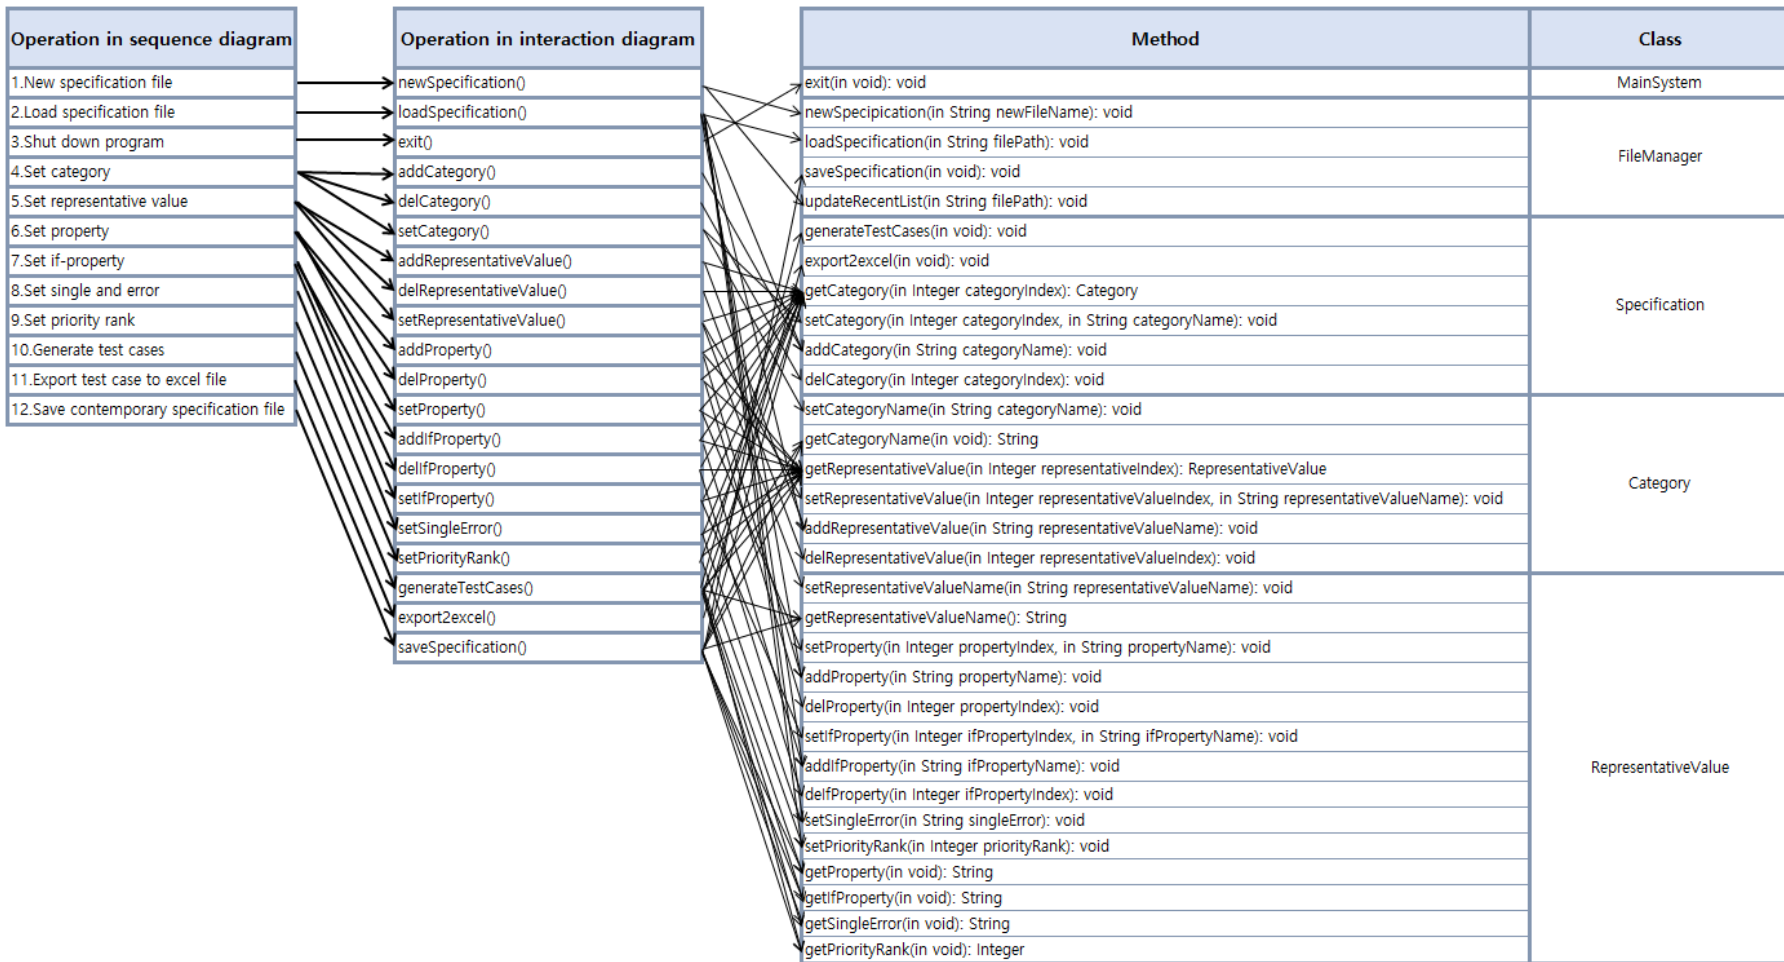 Operation in sequence diagram
1.New specification file
2.Load specification file
3.Shut down program
4.Set category
5.Set representative value
6.Set property
7.Set if-property
8.Set single and error
9.Set priority rank
10.Generate test cases
11.Export test case to excel file
12.Save contemporary specification file
Operation in interaction diagram
newSpecification()
loadSpecification()
exit()
addCategory()
delCategory()
setCategory()
addRepresentativeValue()
delRepresentativeValue()
setRepresentativeValue()
addProperty()
delProperty()
setProperty()
addIfProperty()
delIfProperty()
setIfProperty()
setSingleError()
setPriorityRank()
generateTestCases()
export2excel()
saveSpecification()
Method
exit(in void): void
newSpecipication(in String newFileName): void
loadSpecification(in String filePath): void
saveSpecification(in void): void
updateRecentList(in String filePath): void
generateTestCases(in void): void
export2excel(in void): void
getCategory(in Integer categoryIndex): Category
setCategory(in Integer categoryIndex, in String categoryName): void
addCategory(in String categoryName): void
delCategory(in Integer categoryIndex): void
setCategoryName(in String categoryName): void
getCategoryName(in void): String
getRepresentativeValue(in Integer representativeIndex): RepresentativeValue
setRepresentativeValue(in Integer representativeValueIndex, in String representativeValueName): void
addRepresentativeValue(in String representativeValueName): void
delRepresentativeValue(in Integer representativeValueIndex): void
setRepresentativeValueName(in String representativeValueName): void
getRepresentativeValueName(): String
setProperty(in Integer propertyIndex, in String propertyName): void
addProperty(in String propertyName): void
delProperty(in Integer propertyIndex): void
setIfProperty(in Integer ifPropertyIndex, in String ifPropertyName): void
addIfProperty(in String ifPropertyName): void
delfProperty(in Integer ifPropertyIndex): void
setSingleError(in String singleError): void
setPriorityRank(in Integer priorityRank): void
getProperty(in void): String
getIfProperty(in void): String
getSingleError(in void): String
getPriorityRank(in void): Integer
Class
MainSystem
FileManager
Specification
Category
RepresentativeValue